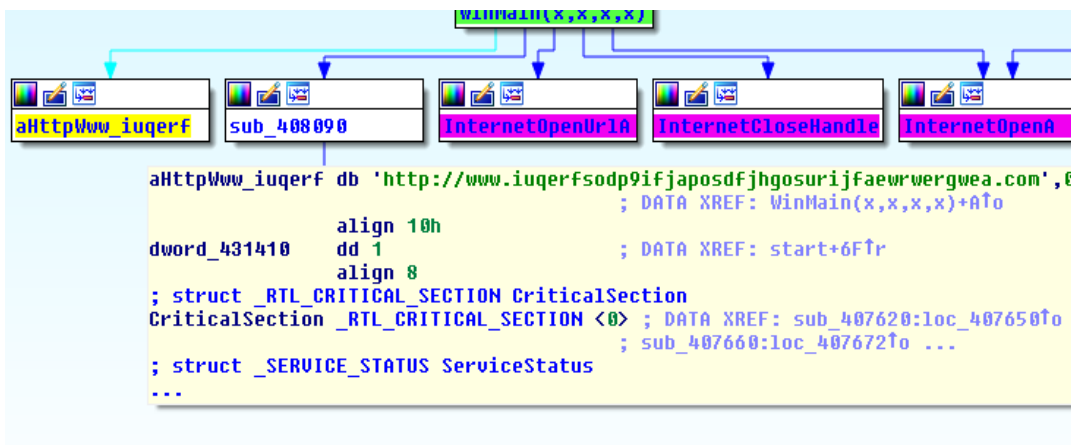 WinMain(x,x,x,x)
aHttpWww_iuqerf
sub_408090
InternetOpenUrlA
InternetCloseHandle
InternetOpenA
aHttpWww_iuqerf db 'http://www.iuqerfsodp9ifjaposdfjhgosurijfaewrwergwea.com',0
; DATA XREF: WinMain(x,x,x,x)+A↑o
align 10h
dword_431410 dd 1 ; DATA XREF: start+6F↑r
align 8
; struct _RTL_CRITICAL_SECTION CriticalSection
CriticalSection _RTL_CRITICAL_SECTION <0> ; DATA XREF: sub_407620:loc_407650↑o
; sub_407660:loc_407672↑o ...
; struct _SERVICE_STATUS ServiceStatus
...